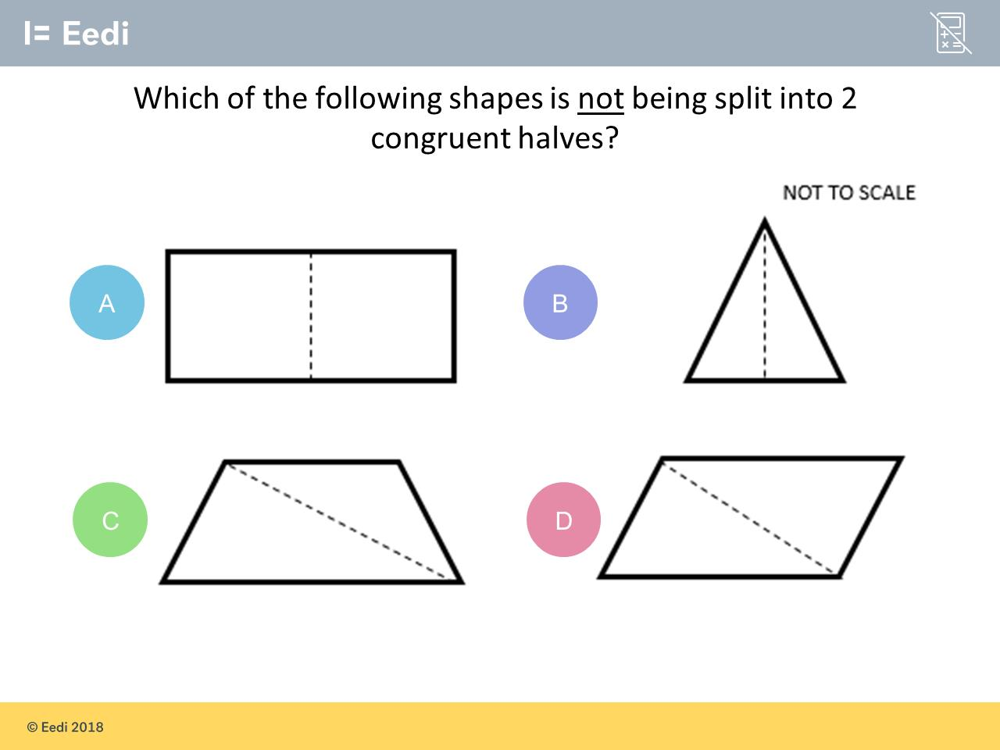 Eedi
Which of the following shapes is not being split into 2
congruent halves?
NOT TO SCALE
A
B
C
D
© Eedi 2018